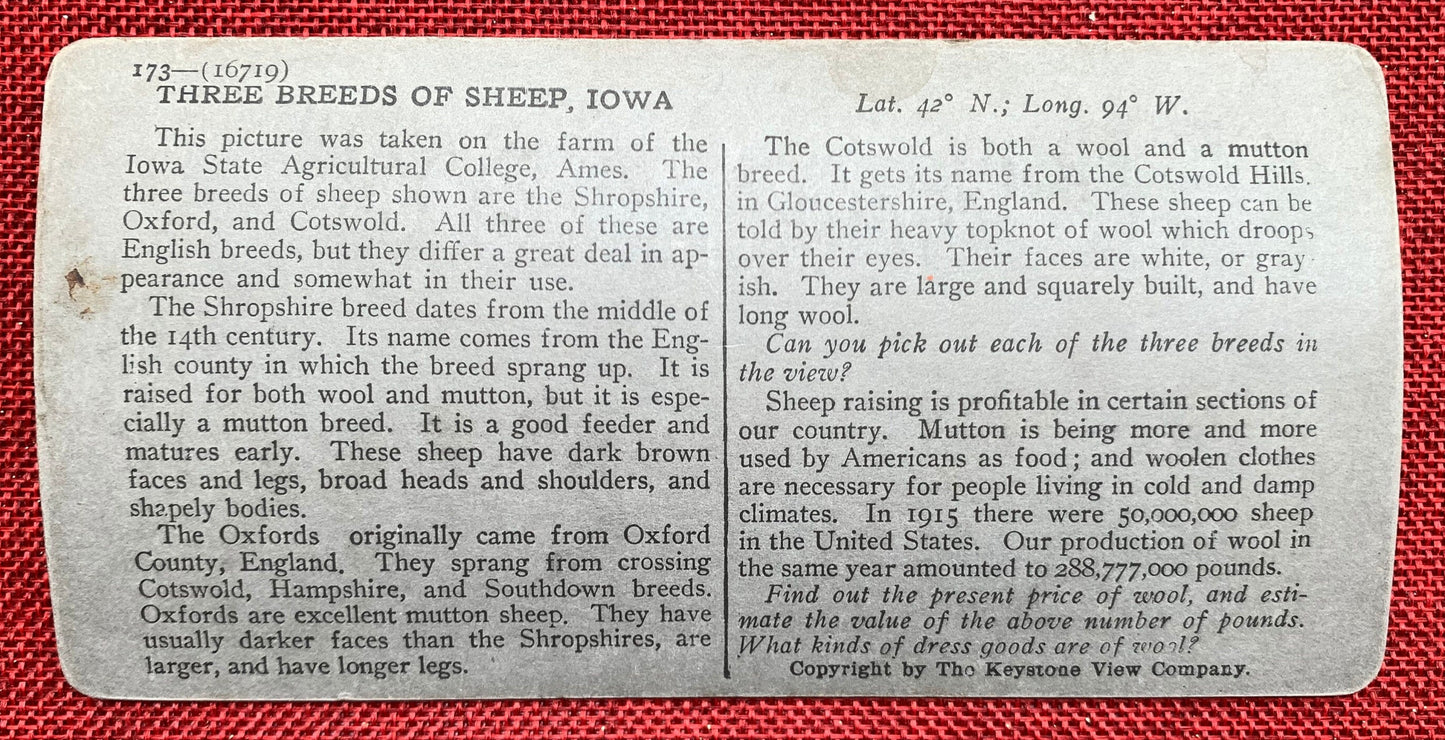 173—(16719)
THREE BREEDS OF SHEEP, IOWA
This picture was taken on the farm of the
Iowa State Agricultural College, Ames. The
three breeds of sheep shown are the Shropshire,
Oxford, and Cotswold. All three of these are
English breeds, but they differ a great deal in ap-
pearance and somewhat in their use.
The Shropshire breed dates from the middle of
the 14th century. Its name comes from the Eng-
lish county in which the breed sprang up. It is
raised for both wool and mutton, but it is espe-
cially a mutton breed. It is a good feeder and
matures early. These sheep have dark brown
faces and legs, broad heads and shoulders, and
shapely bodies.
The Oxfords originally came from Oxford
County, England. They sprang from crossing
Cotswold, Hampshire, and Southdown breeds.
Oxfords are excellent mutton sheep. They have
usually darker faces than the Shropshires, are
larger, and have longer legs.
Lat. 42° N.; Long. 94° W.
The Cotswold is both a wool and a mutton
breed. It gets its name from the Cotswold Hills.
in Gloucestershire, England. These sheep can be
told by their heavy topknot of wool which droops
over their eyes. Their faces are white, or gray-
ish. They are large and squarely built, and have
long wool.
Can you pick out each of the three breeds in
the view?
Sheep raising is profitable in certain sections of
our country. Mutton is being more and more
used by Americans as food; and woolen clothes
are necessary for people living in cold and damp
climates. In 1915 there were 50,000,000 sheep
in the United States. Our production of wool in
the same year amounted to 288,777,000 pounds.
Find out the present price of wool, and esti-
mate the value of the above number of pounds.
What kinds of dress goods are of wool?
Copyright by The Keystone View Company.